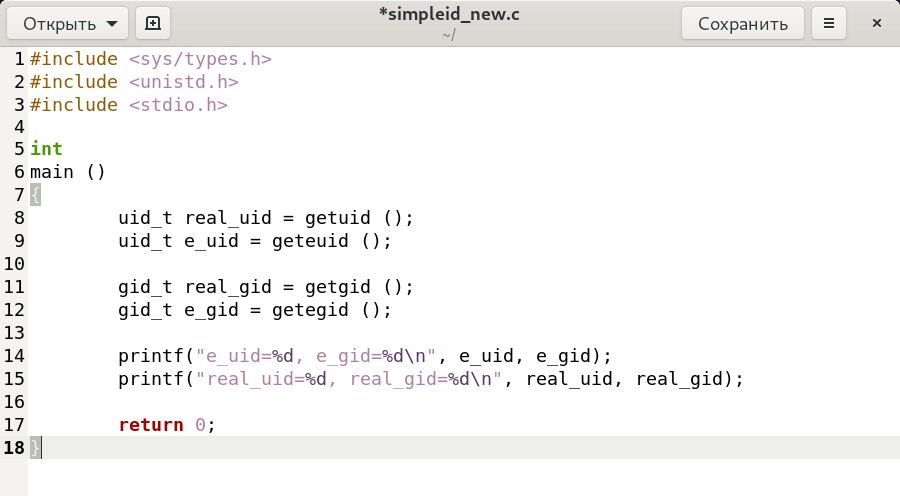 Открыть
*simpleid_new.c
~/
Сохранить
1 #include <sys/types.h>
2 #include <unistd.h>
3 #include <stdio.h>
4
5 int
6 main ()
7 {
8         uid_t real_uid = getuid ();
9         uid_t e_uid = geteuid ();
10
11         gid_t real_gid = getgid ();
12         gid_t e_gid = getegid ();
13
14         printf("e_uid=%d, e_gid=%d\n", e_uid, e_gid);
15         printf("real_uid=%d, real_gid=%d\n", real_uid, real_gid);
16
17         return 0;
18 }